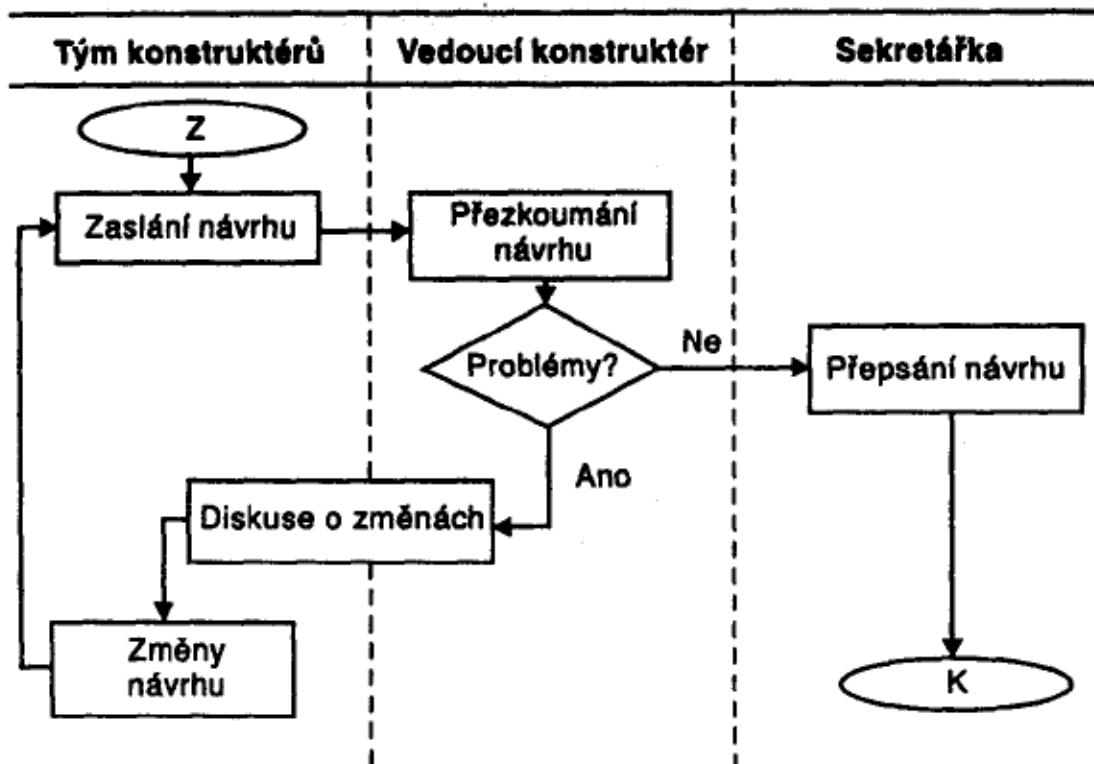 Tým konstruktérů
Vedoucí konstruktér
Sekretářka
Z
Zaslání návrhu
Přezkoumání
návrhu
Problémy?
Ne
Přepsání návrhu
Ano
Diskuse o změnách
Změny
návrhu
K